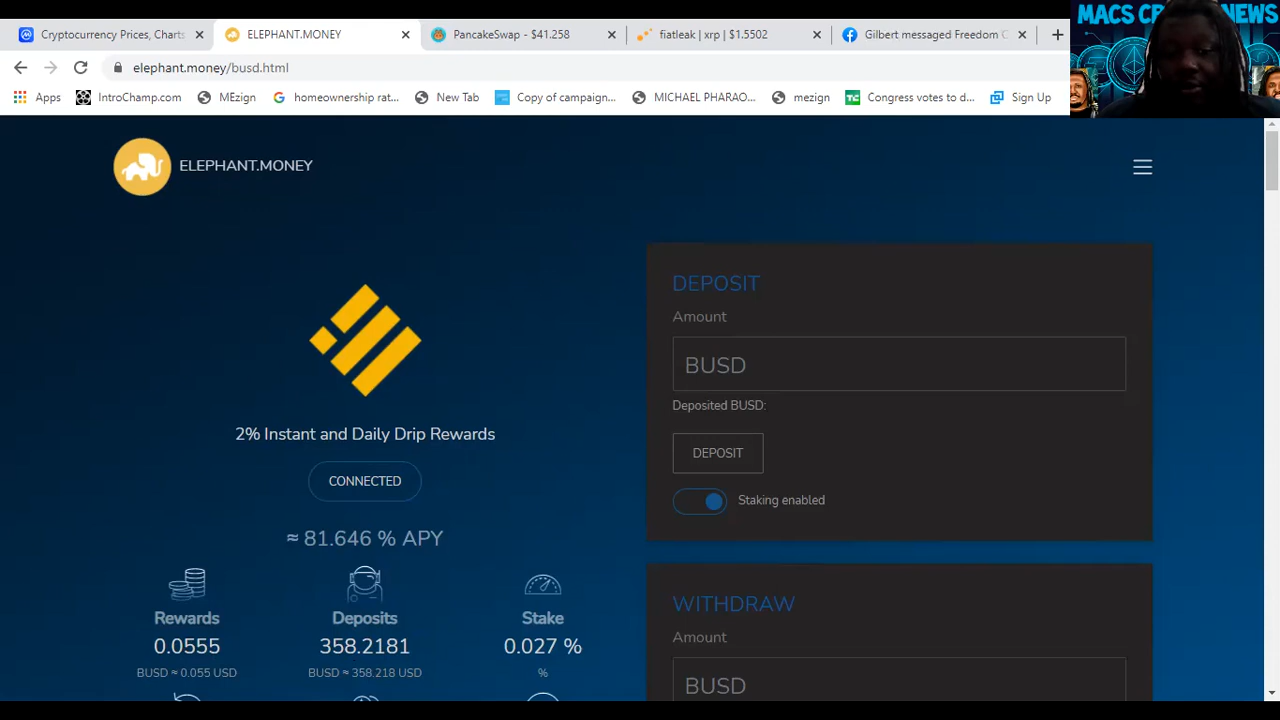 Cryptocurrency Prices, Charts
ELEPHANT.MONEY
PancakeSwap - $41.258
fiatleak | xrp | $1.5502
Gilbert messaged Freedom C
MACS CR NEWS
elephant.money/busd.html
Apps
IntroChamp.com
MEzign
homeownership rat...
New Tab
Copy of campaign...
MICHAEL PHARAO...
mezign
Congress votes to d...
Sign Up
ELEPHANT.MONEY
2% Instant and Daily Drip Rewards
CONNECTED
≈ 81.646 % APY
Rewards
0.0555
BUSD ≈ 0.055 USD
Deposits
358.2181
BUSD ≈ 358.218 USD
Stake
0.027 %
%
DEPOSIT
Amount
BUSD
Deposited BUSD:
DEPOSIT
Staking enabled
WITHDRAW
Amount
BUSD